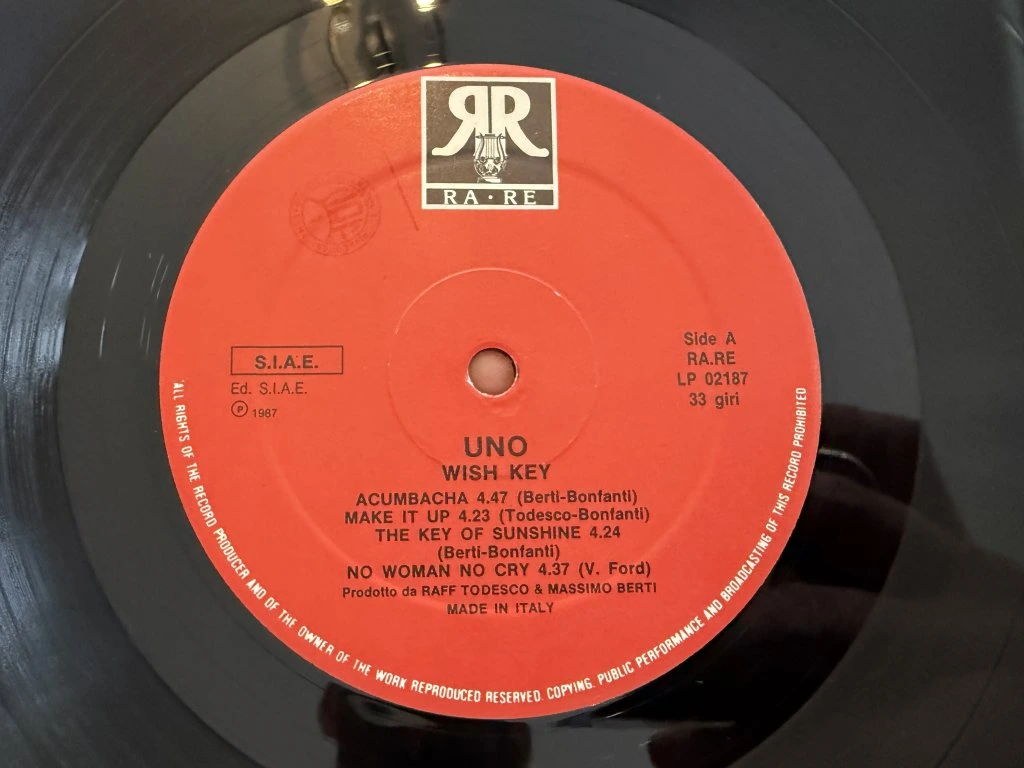 RR
RA·RE
S.I.A.E.
Ed. S.I.A.E.
℗ 1987
Side A
RA.RE
LP 02187
33 giri
UNO
WISH KEY
ACUMBACHA 4.47 (Berti-Bonfanti)
MAKE IT UP 4.23 (Todesco-Bonfanti)
THE KEY OF SUNSHINE 4.24
(Berti-Bonfanti)
NO WOMAN NO CRY 4.37 (V. Ford)
Prodotto da RAFF TODESCO & MASSIMO BERTI
MADE IN ITALY
ALL RIGHTS OF THE RECORD PRODUCER AND OF THE OWNER OF THE WORK REPRODUCED RESERVED. COPYING. PUBLIC PERFORMANCE AND BROADCASTING OF THIS RECORD PROHIBITED